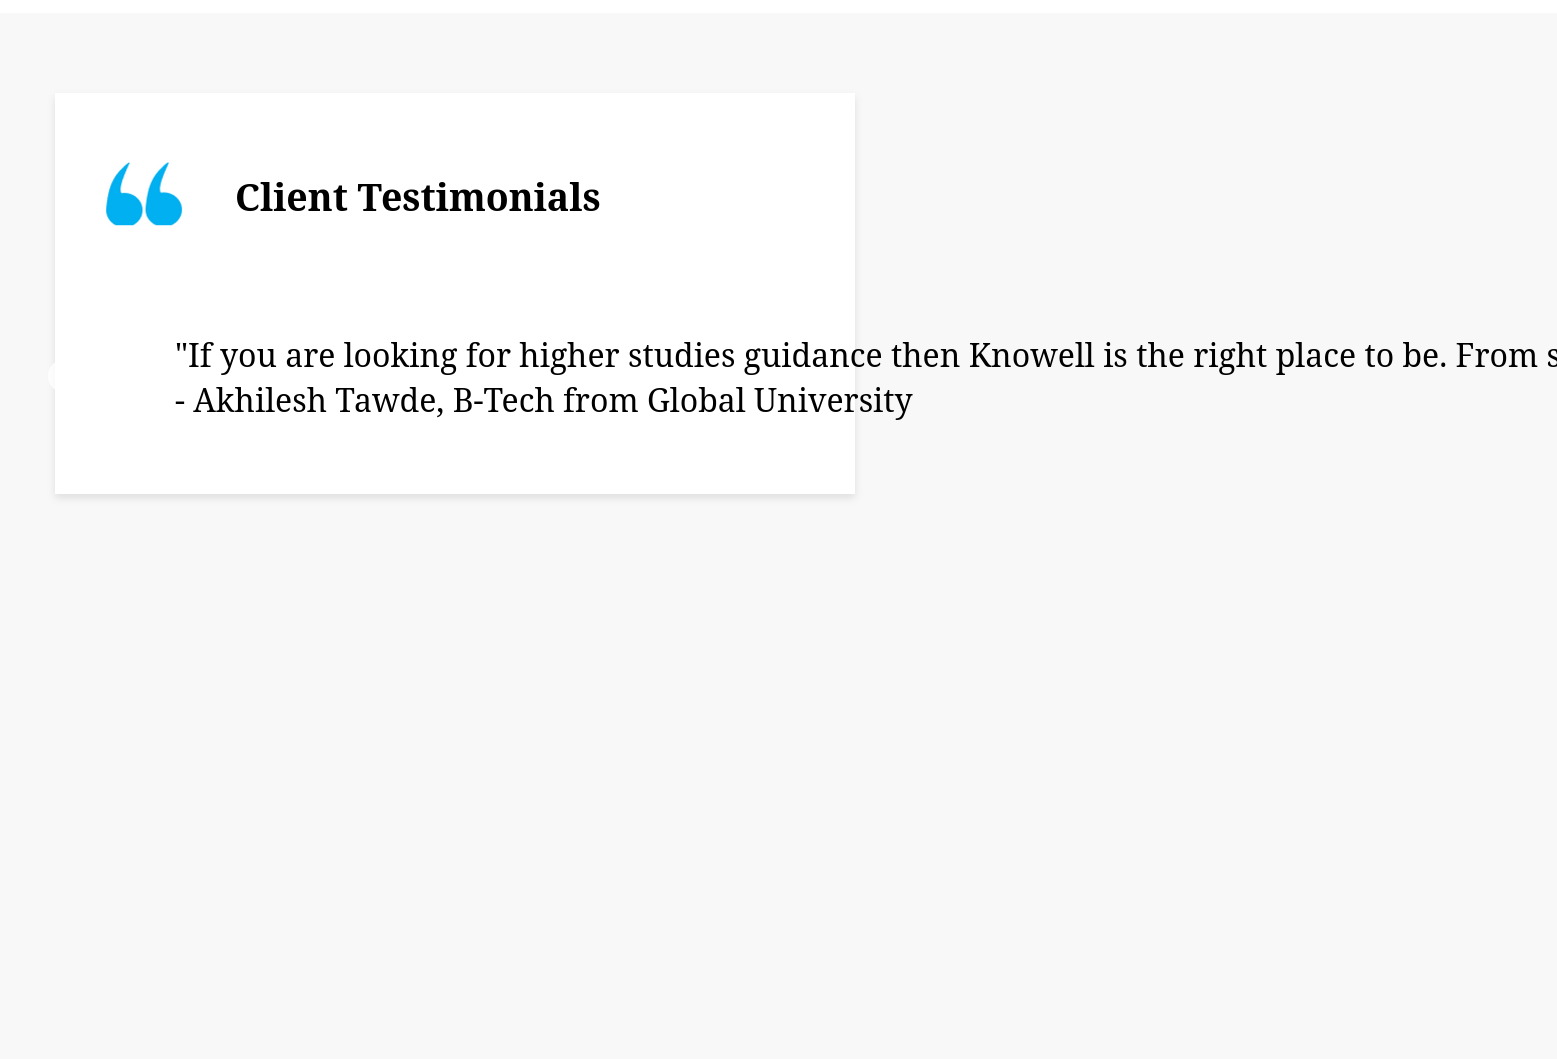 Client Testimonials
"If you are looking for higher studies guidance then Knowell is the right place to be. From
- Akhilesh Tawde, B-Tech from Global University